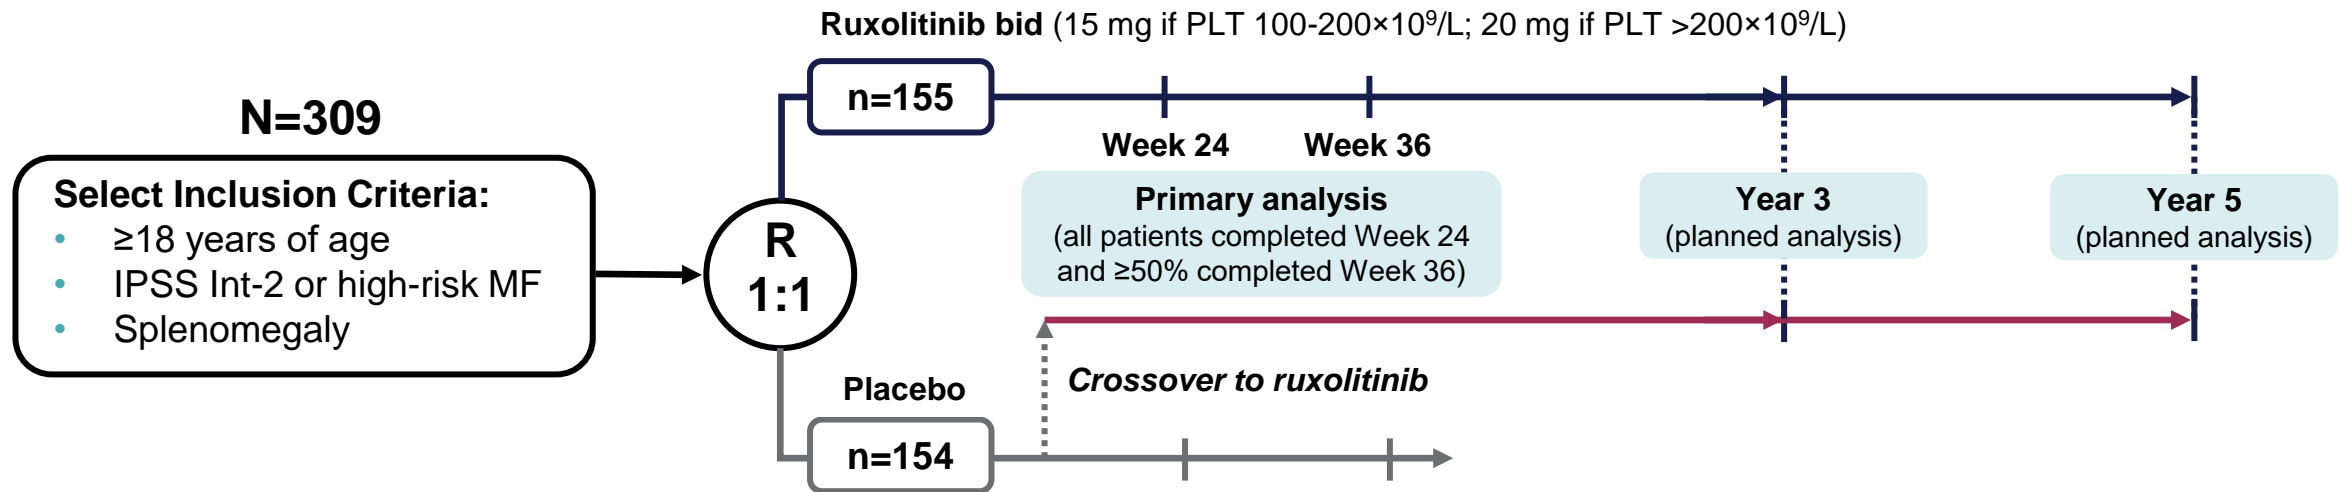 Ruxolitinib bid (15 mg if PLT 100-200×10⁹/L; 20 mg if PLT >200×10⁹/L)
N=309
Select Inclusion Criteria:
• ≥18 years of age
• IPSS Int-2 or high-risk MF
• Splenomegaly
R
1:1
n=155
Week 24
Week 36
Primary analysis
(all patients completed Week 24
and ≥50% completed Week 36)
Year 3
(planned analysis)
Year 5
(planned analysis)
Crossover to ruxolitinib
Placebo
n=154